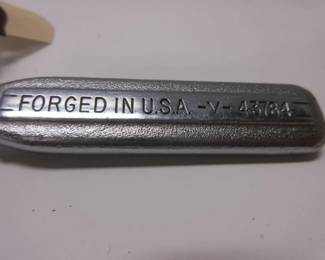 FORGED IN U.S.A. -V- 43784